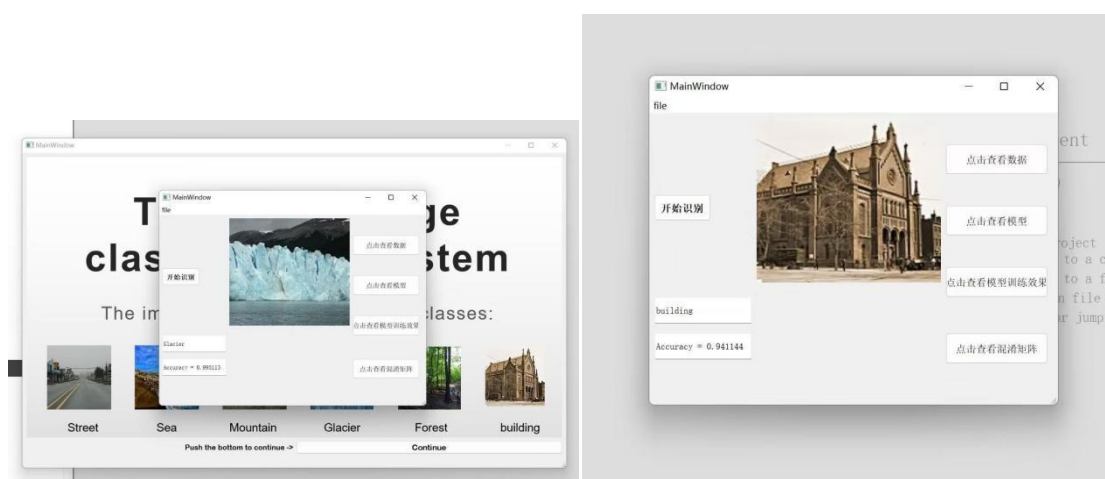 MainWindow
T ge
clas stem
The im classes:
MainWindow
file
开始识别
点击查看数据
点击查看模型
点击查看模型训练效果
点击查看混淆矩阵
Glacier
Street
Sea
Mountain
Glacier
Forest
building
Push the bottom to continue ->
Continue
MainWindow
file
开始识别
点击查看数据
点击查看模型
点击查看模型训练效果
点击查看混淆矩阵
building
Accuracy = 0.941144
ent
oject
to a c
to a f
n file
r jump